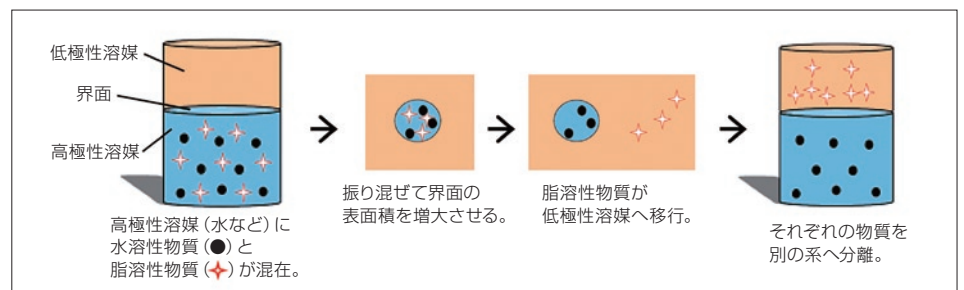 低極性溶媒
界面
高極性溶媒
高極性溶媒（水など）に
水溶性物質（●）と
脂溶性物質（✧）が混在。
振り混ぜて界面の
表面積を増大させる。
脂溶性物質が
低極性溶媒へ移行。
それぞれの物質を
別の系へ分離。